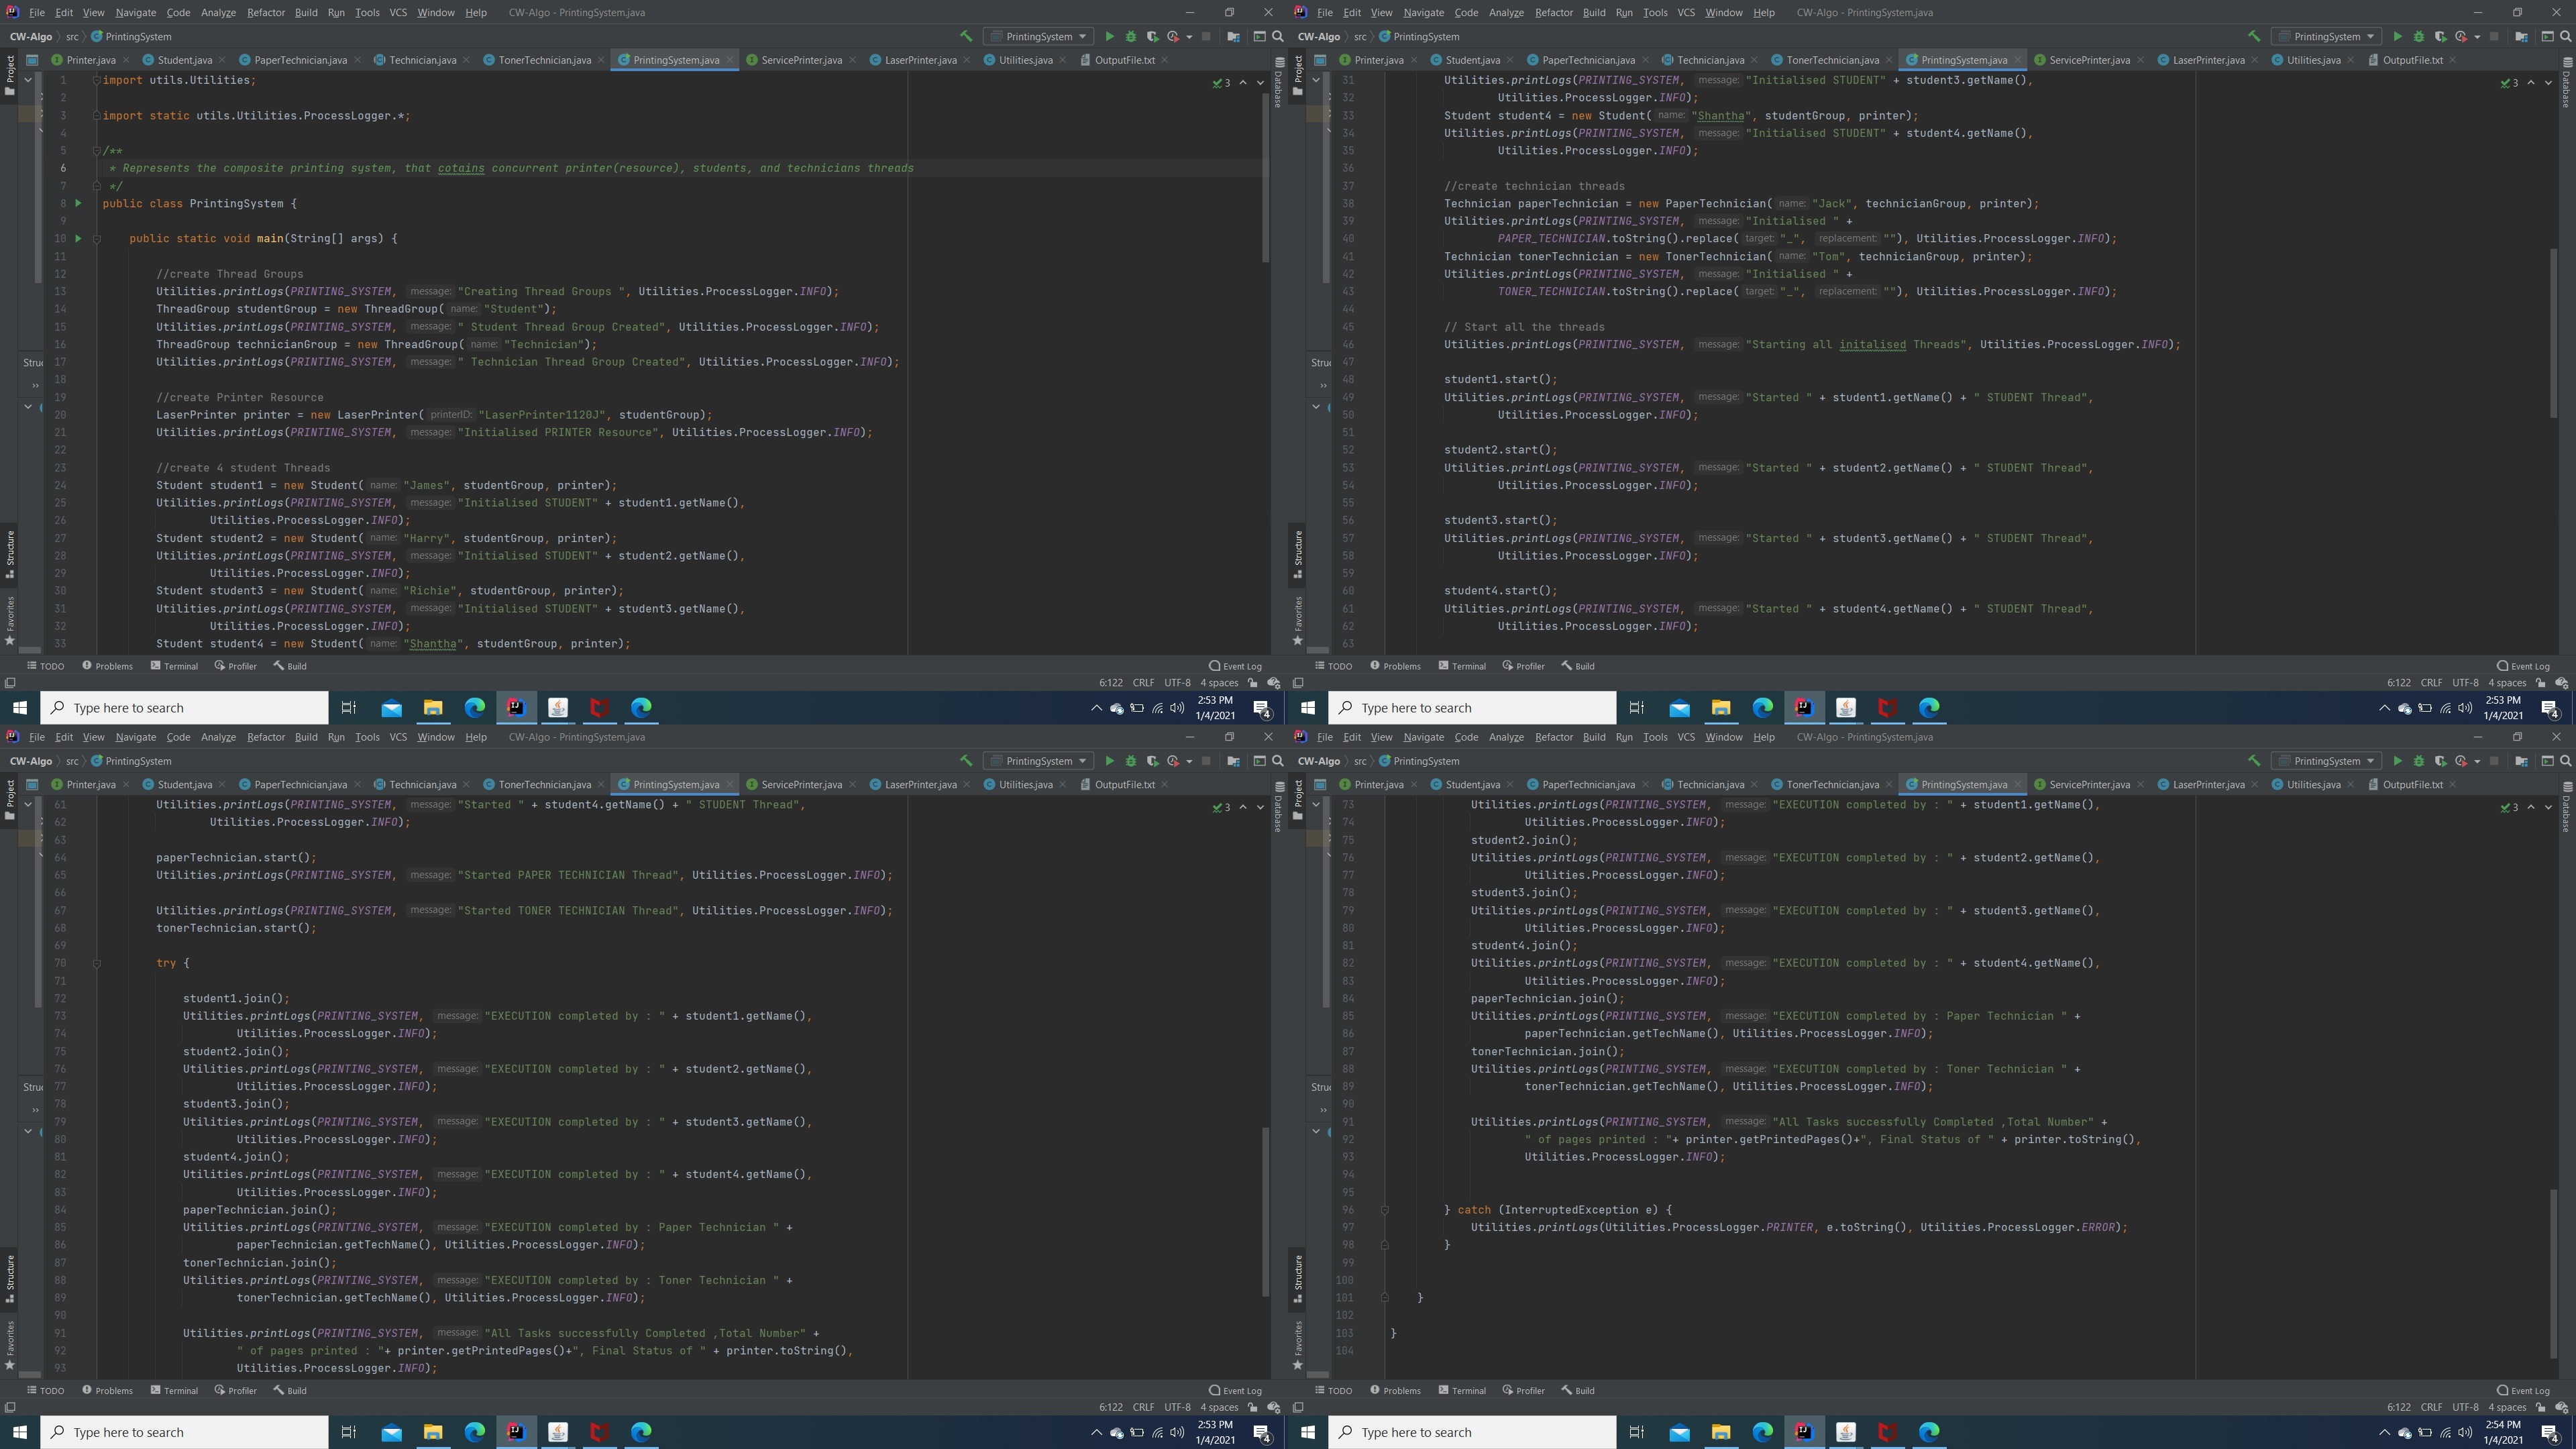 File Edit View Navigate Code Analyze Refactor Build Run Tools VCS Window Help CW-Algo - PrintingSystem.java
CW-Algo src PrintingSystem PrintingSystem
Printer.java Student.java PaperTechnician.java Technician.java TonerTechnician.java PrintingSystem.java ServicePrinter.java LaserPrinter.java Utilities.java OutputFile.txt
Project
Structure
Favorites
Database
3
1 import utils.Utilities;
2
3 import static utils.Utilities.ProcessLogger.*;
4
5 /**
6 * Represents the composite printing system, that cotains concurrent printer(resource), students, and technicians threads
7 */
8 public class PrintingSystem {
9
10 public static void main(String[] args) {
11
12 //create Thread Groups
13 Utilities.printLogs(PRINTING_SYSTEM, message: "Creating Thread Groups ", Utilities.ProcessLogger.INFO);
14 ThreadGroup studentGroup = new ThreadGroup( name: "Student");
15 Utilities.printLogs(PRINTING_SYSTEM, message: " Student Thread Group Created", Utilities.ProcessLogger.INFO);
16 ThreadGroup technicianGroup = new ThreadGroup( name: "Technician");
17 Utilities.printLogs(PRINTING_SYSTEM, message: " Technician Thread Group Created", Utilities.ProcessLogger.INFO);
18
19 //create Printer Resource
20 LaserPrinter printer = new LaserPrinter( printerID: "LaserPrinter1120J", studentGroup);
21 Utilities.printLogs(PRINTING_SYSTEM, message: "Initialised PRINTER Resource", Utilities.ProcessLogger.INFO);
22
23 //create 4 student Threads
24 Student student1 = new Student( name: "James", studentGroup, printer);
25 Utilities.printLogs(PRINTING_SYSTEM, message: "Initialised STUDENT" + student1.getName(),
26 Utilities.ProcessLogger.INFO);
27 Student student2 = new Student( name: "Harry", studentGroup, printer);
28 Utilities.printLogs(PRINTING_SYSTEM, message: "Initialised STUDENT" + student2.getName(),
29 Utilities.ProcessLogger.INFO);
30 Student student3 = new Student( name: "Richie", studentGroup, printer);
31 Utilities.printLogs(PRINTING_SYSTEM, message: "Initialised STUDENT" + student3.getName(),
32 Utilities.ProcessLogger.INFO);
33 Student student4 = new Student( name: "Shantha", studentGroup, printer);
TODO Problems Terminal Profiler Build Event Log
6:122 CRLF UTF-8 4 spaces
Type here to search 2:53 PM
1/4/2021 4
File Edit View Navigate Code Analyze Refactor Build Run Tools VCS Window Help CW-Algo - PrintingSystem.java
CW-Algo src PrintingSystem PrintingSystem
Printer.java Student.java PaperTechnician.java Technician.java TonerTechnician.java PrintingSystem.java ServicePrinter.java LaserPrinter.java Utilities.java OutputFile.txt
Project
Structure
Favorites
Database
3
31 Utilities.printLogs(PRINTING_SYSTEM, message: "Initialised STUDENT" + student3.getName(),
32 Utilities.ProcessLogger.INFO);
33 Student student4 = new Student( name: "Shantha", studentGroup, printer);
34 Utilities.printLogs(PRINTING_SYSTEM, message: "Initialised STUDENT" + student4.getName(),
35 Utilities.ProcessLogger.INFO);
36
37 //create technician threads
38 Technician paperTechnician = new PaperTechnician( name: "Jack", technicianGroup, printer);
39 Utilities.printLogs(PRINTING_SYSTEM, message: "Initialised " +
40 PAPER_TECHNICIAN.toString().replace( target: "_", replacement: ""), Utilities.ProcessLogger.INFO);
41 Technician tonerTechnician = new TonerTechnician( name: "Tom", technicianGroup, printer);
42 Utilities.printLogs(PRINTING_SYSTEM, message: "Initialised " +
43 TONER_TECHNICIAN.toString().replace( target: "_", replacement: ""), Utilities.ProcessLogger.INFO);
44
45 // Start all the threads
46 Utilities.printLogs(PRINTING_SYSTEM, message: "Starting all initalised Threads", Utilities.ProcessLogger.INFO);
47
48 student1.start();
49 Utilities.printLogs(PRINTING_SYSTEM, message: "Started " + student1.getName() + " STUDENT Thread",
50 Utilities.ProcessLogger.INFO);
51
52 student2.start();
53 Utilities.printLogs(PRINTING_SYSTEM, message: "Started " + student2.getName() + " STUDENT Thread",
54 Utilities.ProcessLogger.INFO);
55
56 student3.start();
57 Utilities.printLogs(PRINTING_SYSTEM, message: "Started " + student3.getName() + " STUDENT Thread",
58 Utilities.ProcessLogger.INFO);
59
60 student4.start();
61 Utilities.printLogs(PRINTING_SYSTEM, message: "Started " + student4.getName() + " STUDENT Thread",
62 Utilities.ProcessLogger.INFO);
63
TODO Problems Terminal Profiler Build Event Log
6:122 CRLF UTF-8 4 spaces
Type here to search 2:53 PM
1/4/2021 4
File Edit View Navigate Code Analyze Refactor Build Run Tools VCS Window Help CW-Algo - PrintingSystem.java
CW-Algo src PrintingSystem PrintingSystem
Printer.java Student.java PaperTechnician.java Technician.java TonerTechnician.java PrintingSystem.java ServicePrinter.java LaserPrinter.java Utilities.java OutputFile.txt
Project
Structure
Favorites
Database
3
61 Utilities.printLogs(PRINTING_SYSTEM, message: "Started " + student4.getName() + " STUDENT Thread",
62 Utilities.ProcessLogger.INFO);
63
64 paperTechnician.start();
65 Utilities.printLogs(PRINTING_SYSTEM, message: "Started PAPER TECHNICIAN Thread", Utilities.ProcessLogger.INFO);
66
67 Utilities.printLogs(PRINTING_SYSTEM, message: "Started TONER TECHNICIAN Thread", Utilities.ProcessLogger.INFO);
68 tonerTechnician.start();
69
70 try {
71
72 student1.join();
73 Utilities.printLogs(PRINTING_SYSTEM, message: "EXECUTION completed by : " + student1.getName(),
74 Utilities.ProcessLogger.INFO);
75 student2.join();
76 Utilities.printLogs(PRINTING_SYSTEM, message: "EXECUTION completed by : " + student2.getName(),
77 Utilities.ProcessLogger.INFO);
78 student3.join();
79 Utilities.printLogs(PRINTING_SYSTEM, message: "EXECUTION completed by : " + student3.getName(),
80 Utilities.ProcessLogger.INFO);
81 student4.join();
82 Utilities.printLogs(PRINTING_SYSTEM, message: "EXECUTION completed by : " + student4.getName(),
83 Utilities.ProcessLogger.INFO);
84 paperTechnician.join();
85 Utilities.printLogs(PRINTING_SYSTEM, message: "EXECUTION completed by : Paper Technician " +
86 paperTechnician.getTechName(), Utilities.ProcessLogger.INFO);
87 tonerTechnician.join();
88 Utilities.printLogs(PRINTING_SYSTEM, message: "EXECUTION completed by : Toner Technician " +
89 tonerTechnician.getTechName(), Utilities.ProcessLogger.INFO);
90
91 Utilities.printLogs(PRINTING_SYSTEM, message: "All Tasks successfully Completed ,Total Number" +
92 " of pages printed : "+ printer.getPrintedPages()+", Final Status of " + printer.toString(),
93 Utilities.ProcessLogger.INFO);
TODO Problems Terminal Profiler Build Event Log
6:122 CRLF UTF-8 4 spaces
Type here to search 2:53 PM
1/4/2021 4
File Edit View Navigate Code Analyze Refactor Build Run Tools VCS Window Help CW-Algo - PrintingSystem.java
CW-Algo src PrintingSystem PrintingSystem
Printer.java Student.java PaperTechnician.java Technician.java TonerTechnician.java PrintingSystem.java ServicePrinter.java LaserPrinter.java Utilities.java OutputFile.txt
Project
Structure
Favorites
Database
3
73 Utilities.printLogs(PRINTING_SYSTEM, message: "EXECUTION completed by : " + student1.getName(),
74 Utilities.ProcessLogger.INFO);
75 student2.join();
76 Utilities.printLogs(PRINTING_SYSTEM, message: "EXECUTION completed by : " + student2.getName(),
77 Utilities.ProcessLogger.INFO);
78 student3.join();
79 Utilities.printLogs(PRINTING_SYSTEM, message: "EXECUTION completed by : " + student3.getName(),
80 Utilities.ProcessLogger.INFO);
81 student4.join();
82 Utilities.printLogs(PRINTING_SYSTEM, message: "EXECUTION completed by : " + student4.getName(),
83 Utilities.ProcessLogger.INFO);
84 paperTechnician.join();
85 Utilities.printLogs(PRINTING_SYSTEM, message: "EXECUTION completed by : Paper Technician " +
86 paperTechnician.getTechName(), Utilities.ProcessLogger.INFO);
87 tonerTechnician.join();
88 Utilities.printLogs(PRINTING_SYSTEM, message: "EXECUTION completed by : Toner Technician " +
89 tonerTechnician.getTechName(), Utilities.ProcessLogger.INFO);
90
91 Utilities.printLogs(PRINTING_SYSTEM, message: "All Tasks successfully Completed ,Total Number" +
92 " of pages printed : "+ printer.getPrintedPages()+", Final Status of " + printer.toString(),
93 Utilities.ProcessLogger.INFO);
94
95
96 } catch (InterruptedException e) {
97 Utilities.printLogs(Utilities.ProcessLogger.PRINTER, e.toString(), Utilities.ProcessLogger.ERROR);
98 }
99
100
101 }
102
103 }
104
TODO Problems Terminal Profiler Build Event Log
6:122 CRLF UTF-8 4 spaces
Type here to search 2:54 PM
1/4/2021 4